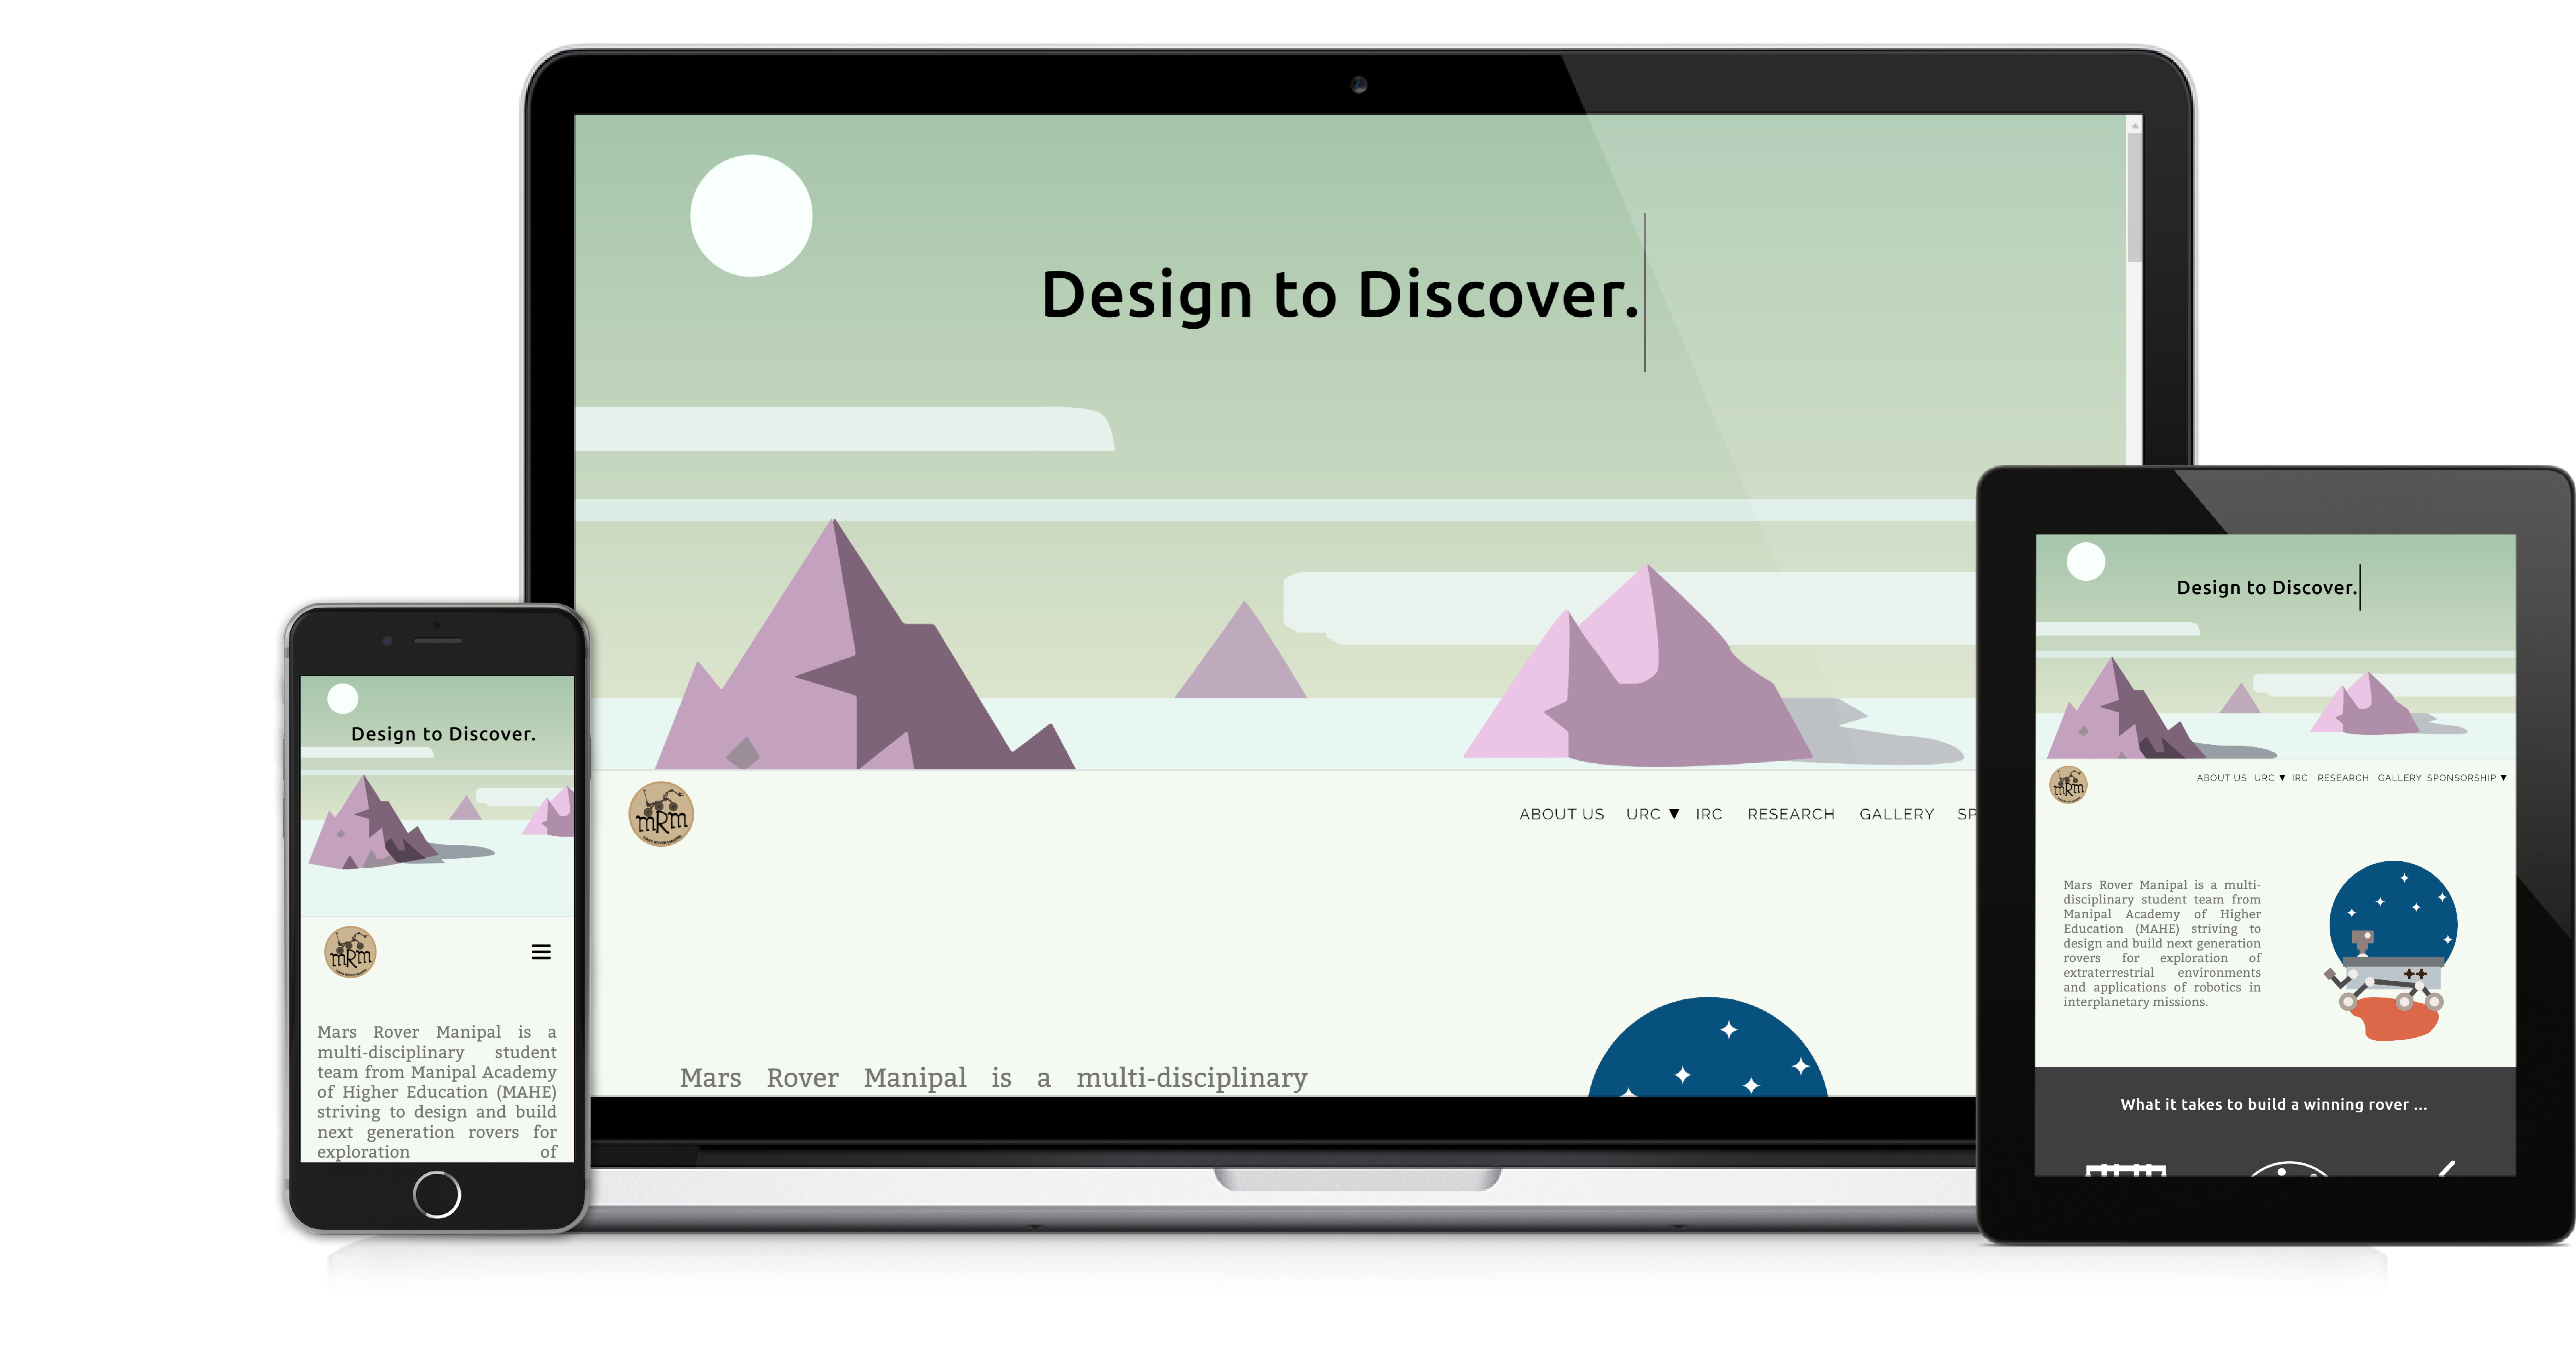 Design to Discover.
mRm
ABOUT US URC ▼ IRC RESEARCH GALLERY SP
Mars Rover Manipal is a multi-disciplinary
Design to Discover.
mRm
Mars Rover Manipal is a
multi-disciplinary student
team from Manipal Academy
of Higher Education (MAHE)
striving to design and build
next generation rovers for
exploration of
Design to Discover.
mRm
ABOUT US URC ▼ IRC RESEARCH GALLERY SPONSORSHIP ▼
Mars Rover Manipal is a multi-
disciplinary student team from
Manipal Academy of Higher
Education (MAHE) striving to
design and build next generation
rovers for exploration of
extraterrestrial environments
and applications of robotics in
interplanetary missions.
What it takes to build a winning rover ...